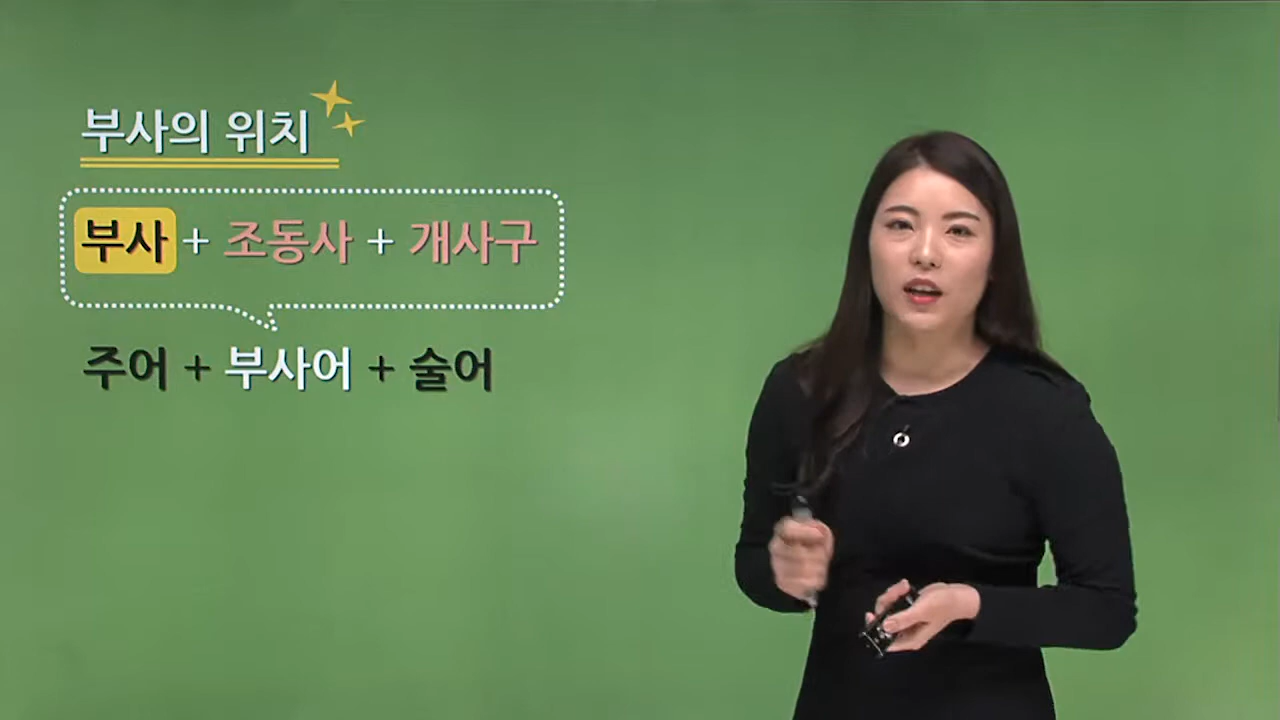 부사의 위치
부사 + 조동사 + 개사구
주어 + 부사어 + 술어